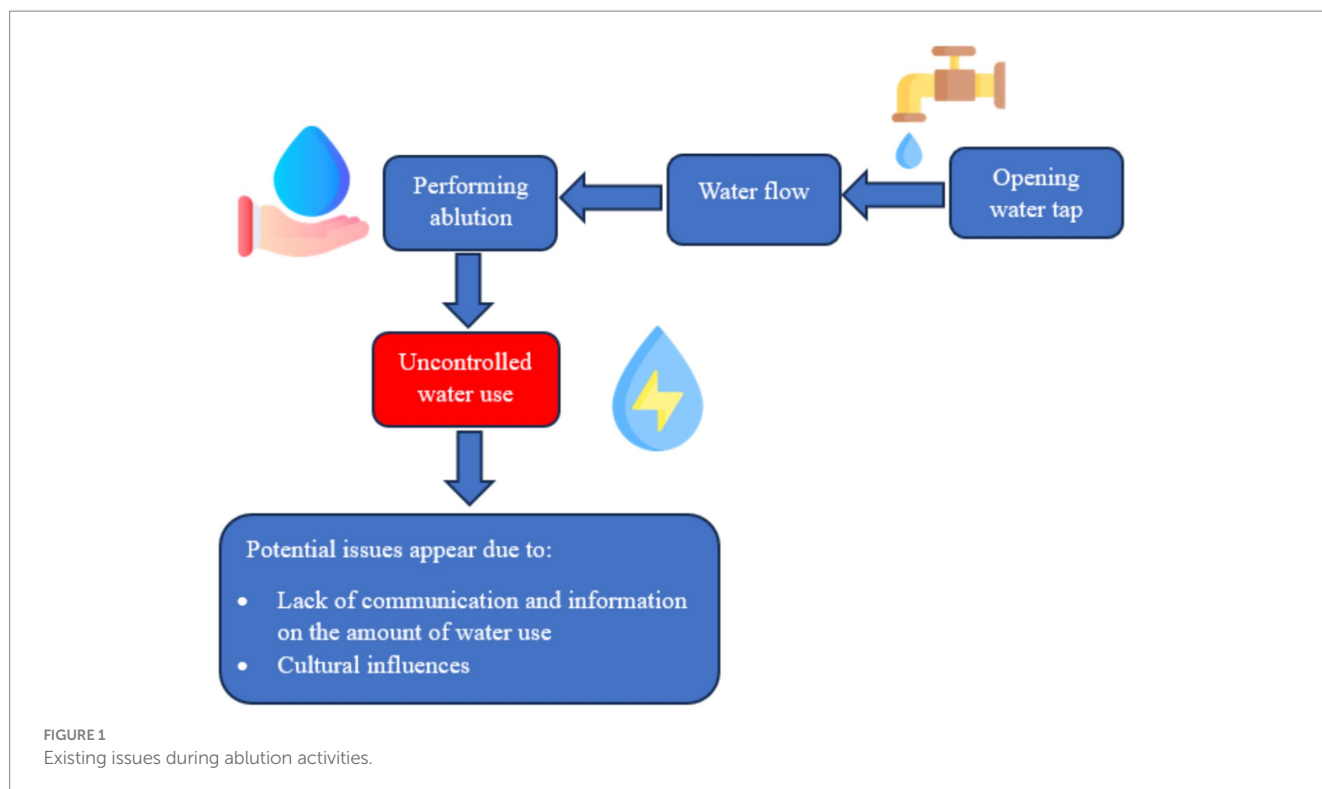 Opening
water tap
Water flow
Performing
ablution
Uncontrolled
water use
Potential issues appear due to:
• Lack of communication and information
on the amount of water use
• Cultural influences
FIGURE 1
Existing issues during ablution activities.